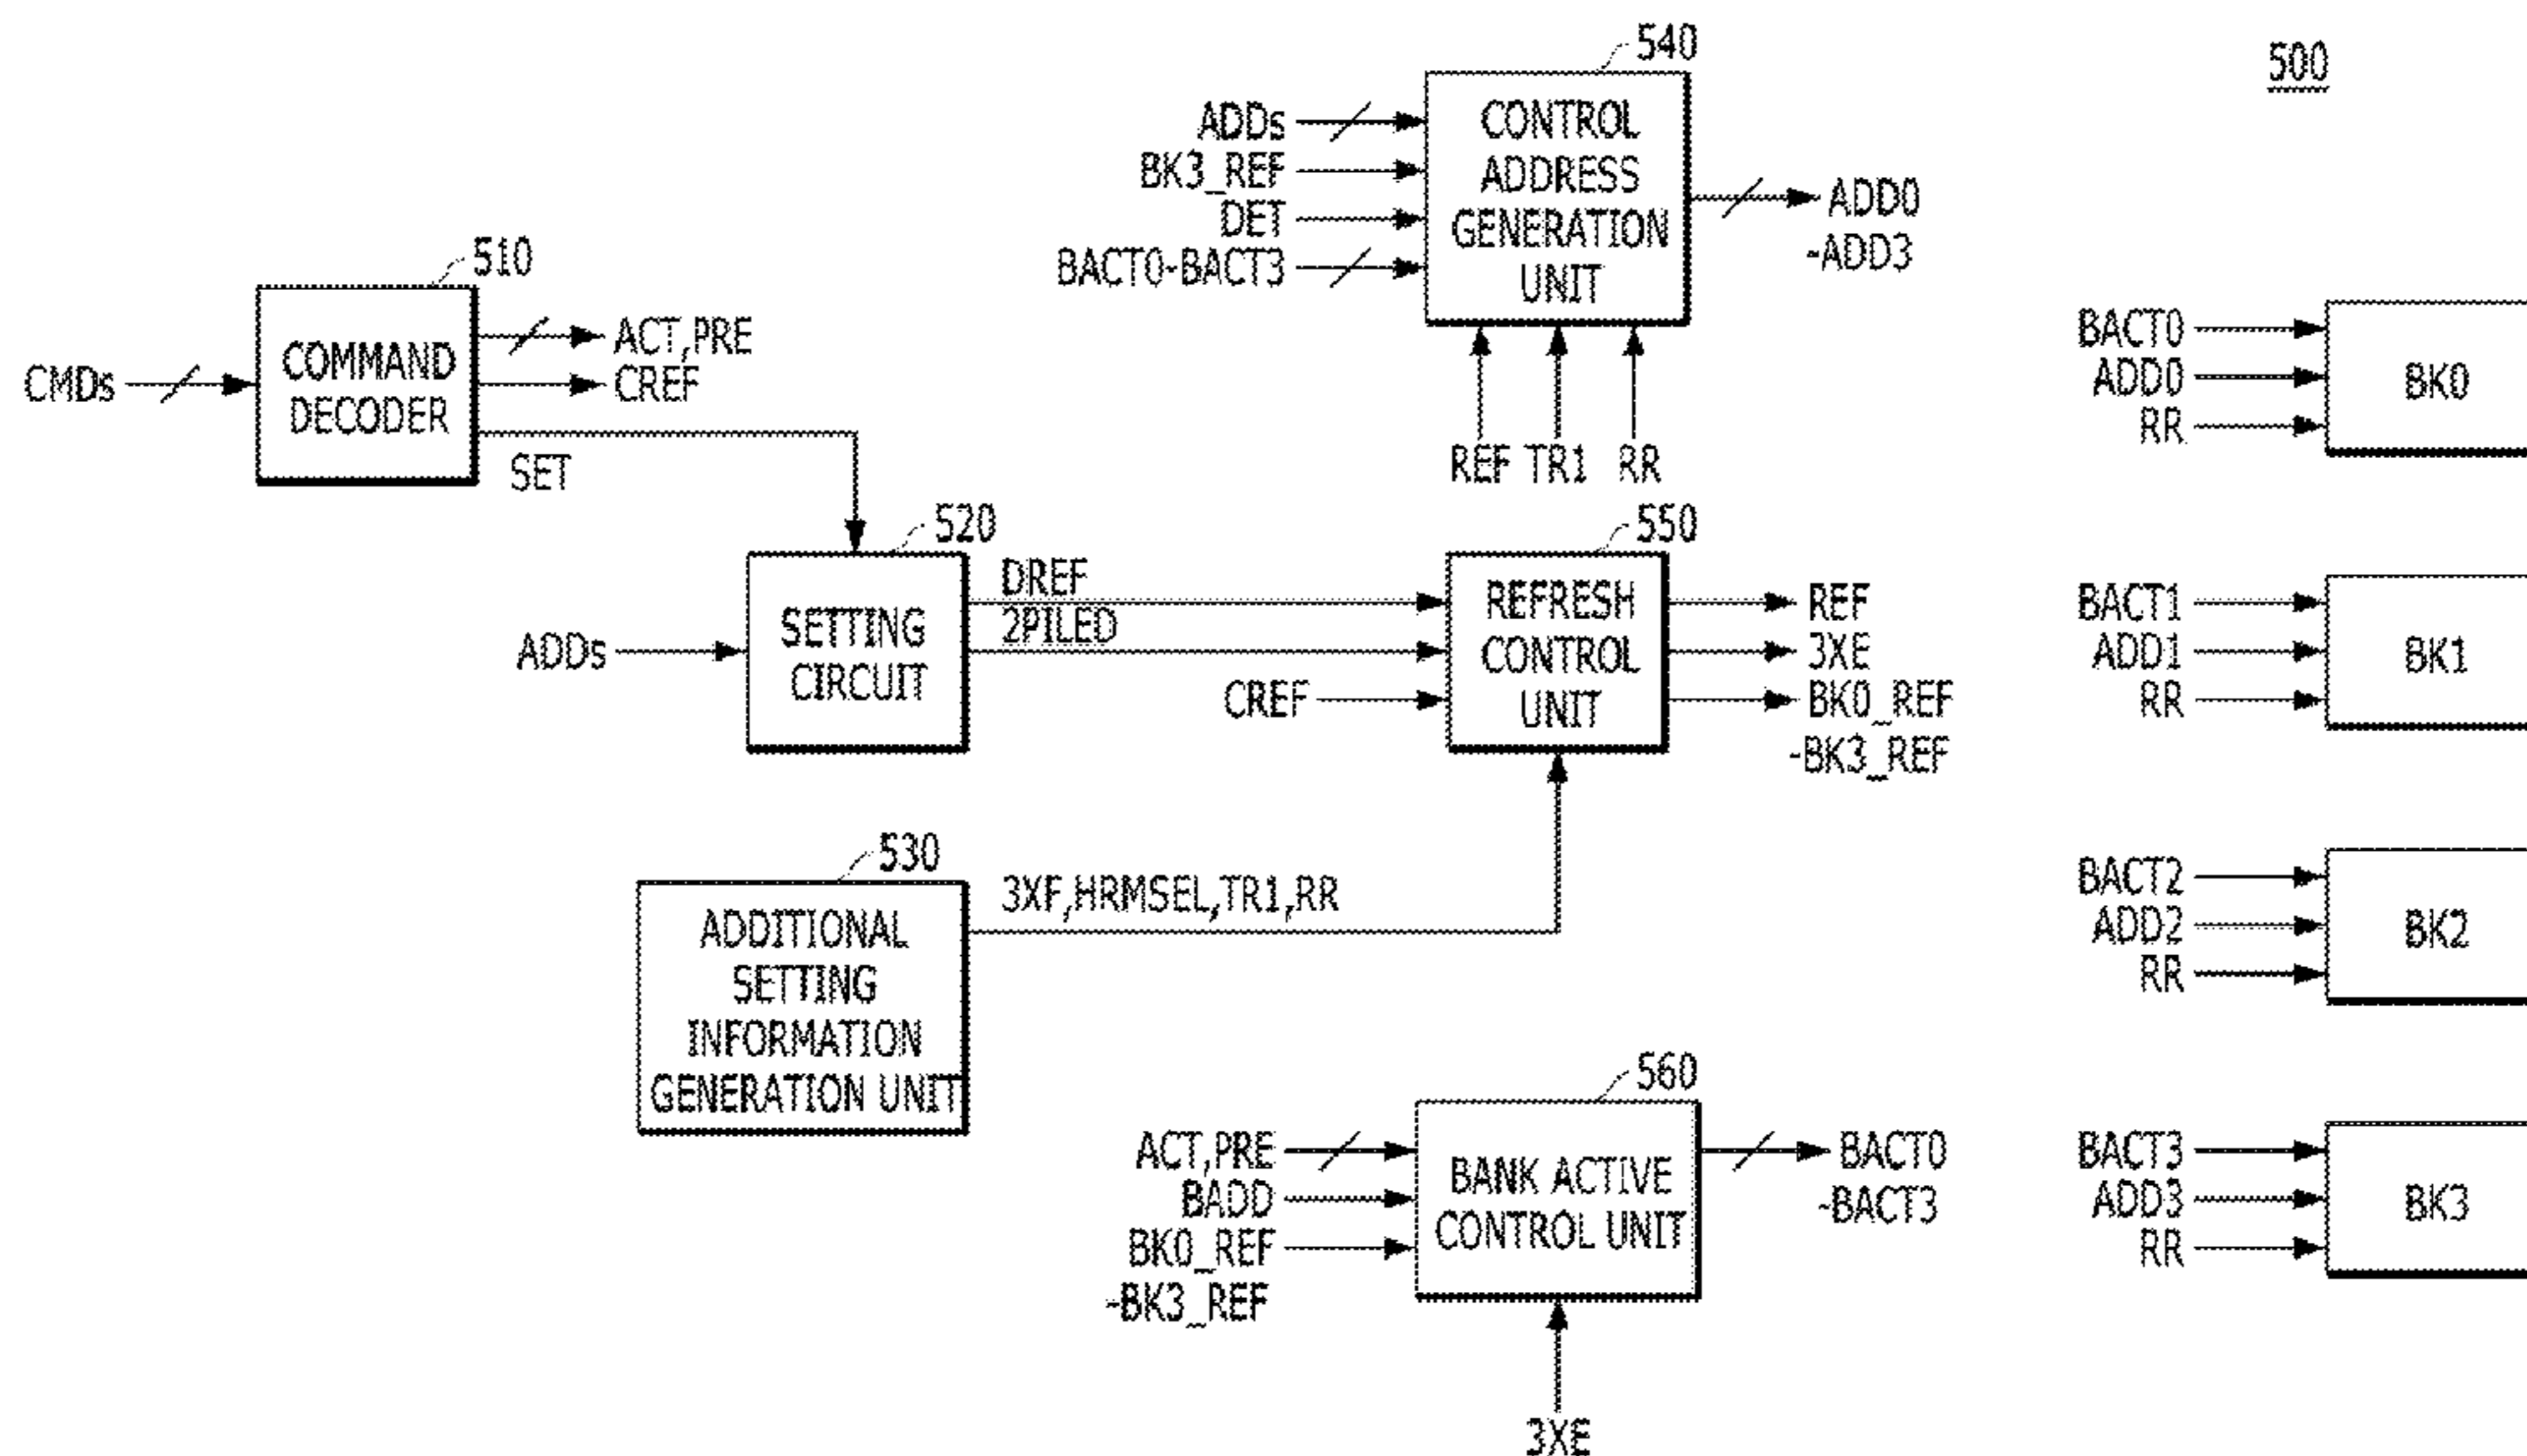 500
540
CONTROL
ADDRESS
GENERATION
UNIT
ADDs
BK3_REF
DET
BACT0-BACT3
ADD0
-ADD3
REF TR1 RR
510
COMMAND
DECODER
CMDs
ACT,PRE
CREF
SET
520
SETTING
CIRCUIT
ADDs
DREF
2PILED
CREF
550
REFRESH
CONTROL
UNIT
REF
3XE
BK0_REF
-BK3_REF
530
ADDITIONAL
SETTING
INFORMATION
GENERATION UNIT
3XF,HRMSEL,TR1,RR
560
BANK ACTIVE
CONTROL UNIT
ACT,PRE
BADD
BK0_REF
-BK3_REF
BACT0
-BACT3
3XE
BACT0
ADD0
RR
BK0
BACT1
ADD1
RR
BK1
BACT2
ADD2
RR
BK2
BACT3
ADD3
RR
BK3